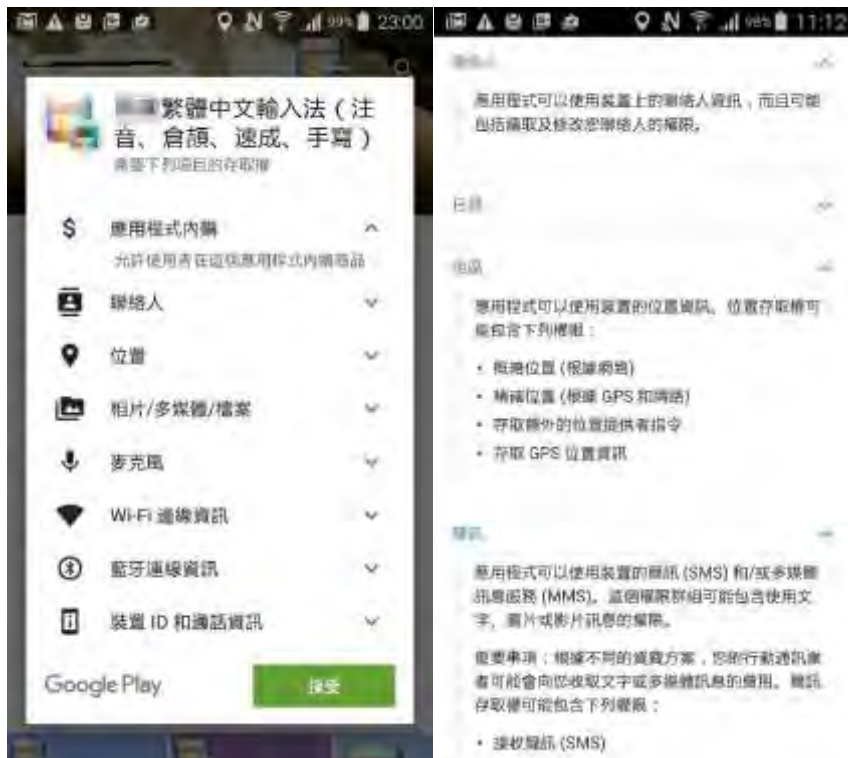 99% 23:00
繁體中文輸入法(注
音、倉頡、速成、手寫)
需要下列項目的存取權
應用程式內購
允許使用者在這個應用程式內購商品
聯絡人
位置
相片/多媒體/檔案
麥克風
Wi-Fi 連線資訊
藍牙連線資訊
裝置 ID 和通話資訊
Google Play
接受
98% 11:12
應用程式可以使用裝置上的聯絡人資訊,而且可能
包括讀取及修改您聯絡人的權限。
日曆
應用程式可以使用裝置的位置資訊。位置存取權可
能包含下列權限:
• 概略位置 (根據網路)
• 精確位置 (根據 GPS 和網路)
• 存取額外的位置提供者指令
• 存取 GPS 位置資訊
簡訊
應用程式可以使用裝置的簡訊 (SMS) 和/或多媒體
訊息服務 (MMS)。這個權限群組可能包含使用文
字、圖片或影片訊息的權限。
重要事項:根據不同的資費方案,您的行動通訊業
者可能會向您收取文字或多媒體訊息的費用。簡訊
存取權可能包含下列權限:
• 接收簡訊 (SMS)